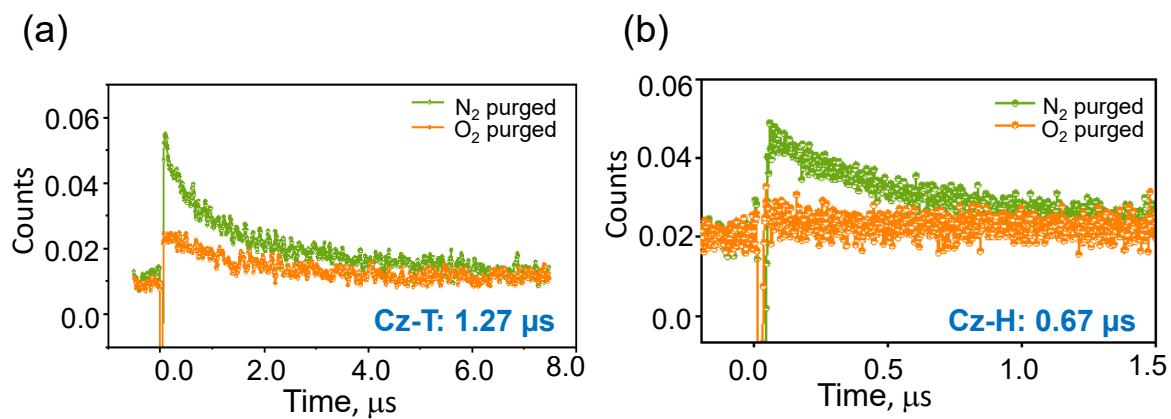 (a)
N₂ purged
O₂ purged
0.06
0.04
0.02
0.0
Counts
Cz-T: 1.27 µs
0.0 2.0 4.0 6.0 8.0
Time, µs
(b)
N₂ purged
O₂ purged
0.06
0.04
0.02
0.0
Counts
Cz-H: 0.67 µs
0.0 0.5 1.0 1.5
Time, µs